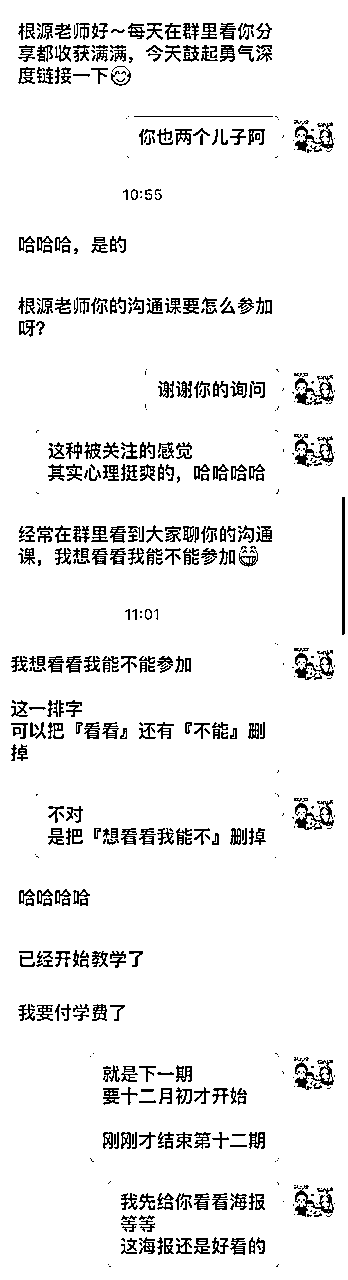 根源老师好～每天在群里看你分
享都收获满满，今天鼓起勇气深
度链接一下😊
你也两个儿子阿
10:55
哈哈哈，是的
根源老师你的沟通课要怎么参加
呀？
谢谢你的询问
这种被关注的感觉
其实心理挺爽的，哈哈哈哈
经常在群里看到大家聊你的沟通
课，我想看看我能不能参加😁
11:01
我想看看我能不能参加
这一排字
可以把『看看』还有『不能』删
掉
不对
是把『想看看我能不』删掉
哈哈哈哈
已经开始教学了
我要付学费了
就是下一期
要十二月初才开始
刚刚才结束第十二期
我先给你看看海报
等等
这海报还是好看的